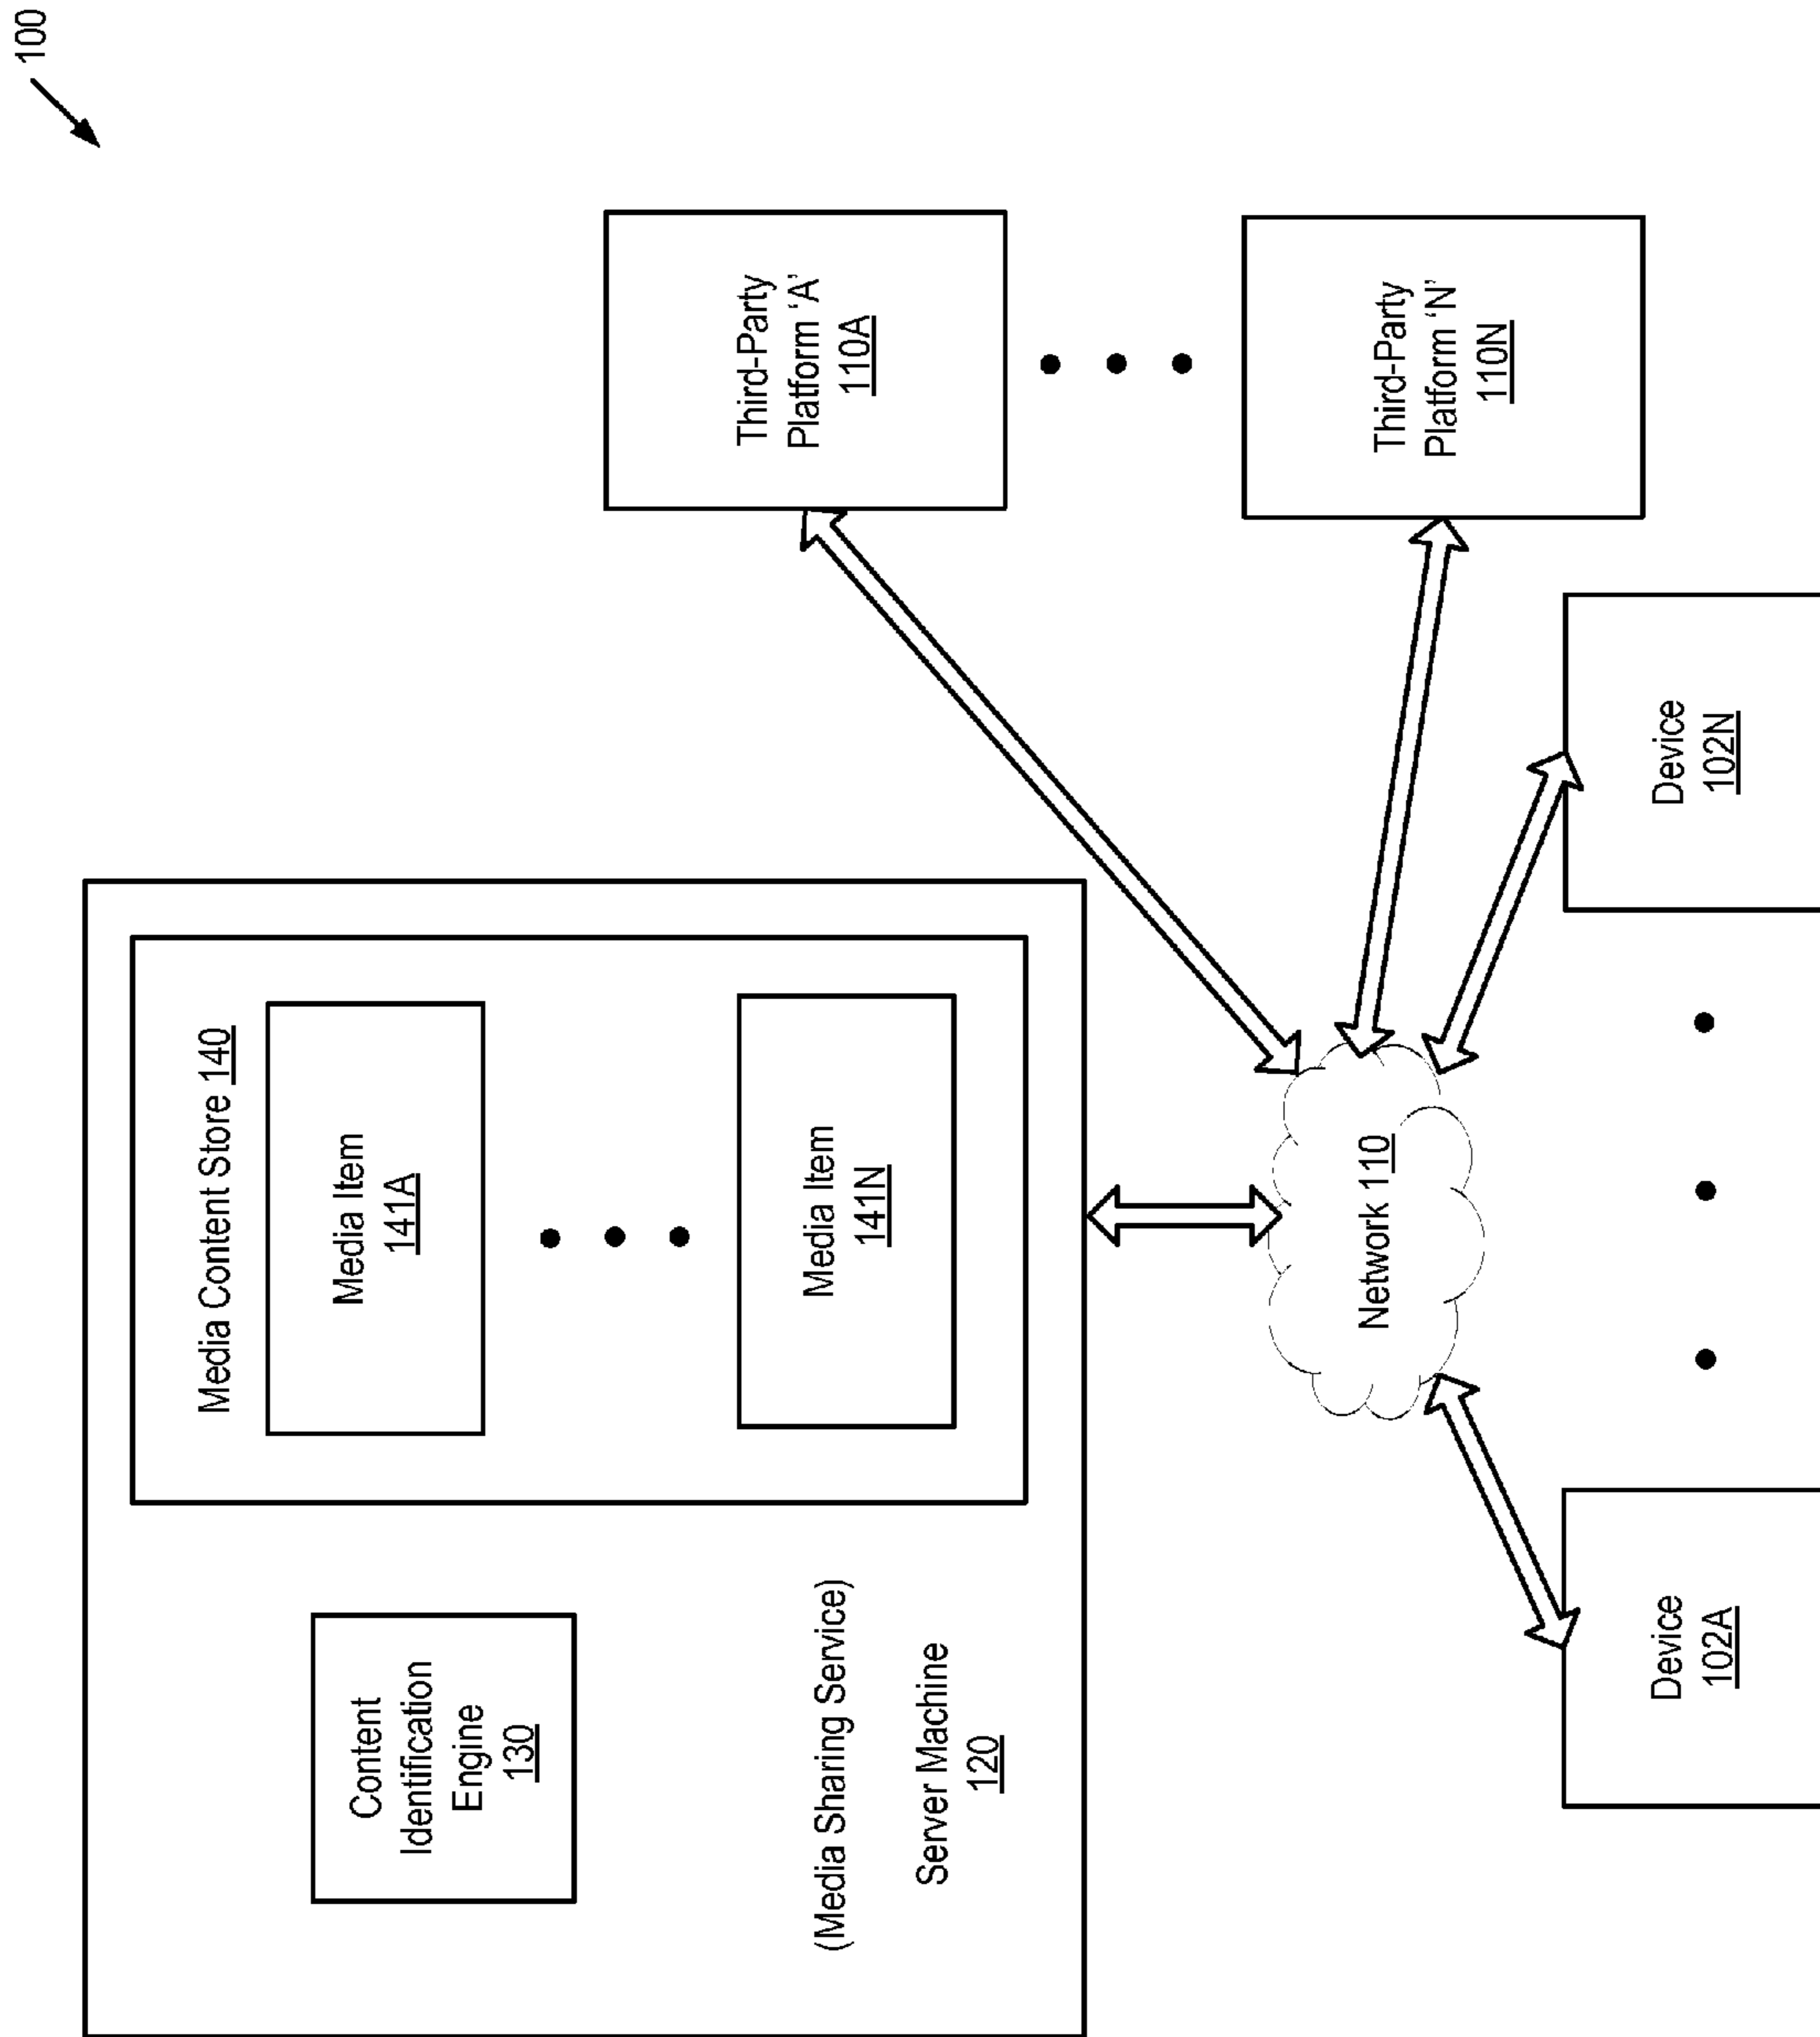 100
Content
Identification
Engine
130
(Media Sharing Service)
Server Machine
120
Media Content Store 140
Media Item
141A
Media Item
141N
Third-Party
Platform ‘A’
110A
Third-Party
Platform ‘N’
110N
Network 110
Device
102A
Device
102N